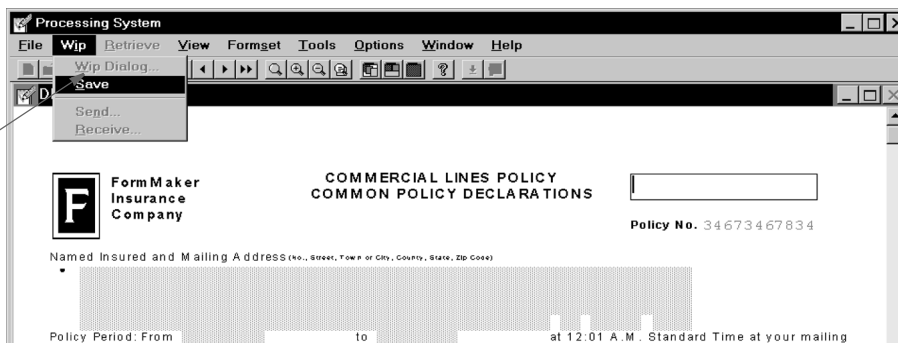 Processing System
File Wip Retrieve View Formset Tools Options Window Help
Wip Dialog...
Save
Send...
Receive...
D
F
FormMaker
Insurance
Company
COMMERCIAL LINES POLICY
COMMON POLICY DECLARATIONS
Policy No. 34673467834
Named Insured and Mailing Address (No., Street, Town or City, County, State, Zip Code)
Policy Period: From to at 12:01 A.M. Standard Time at your mailing